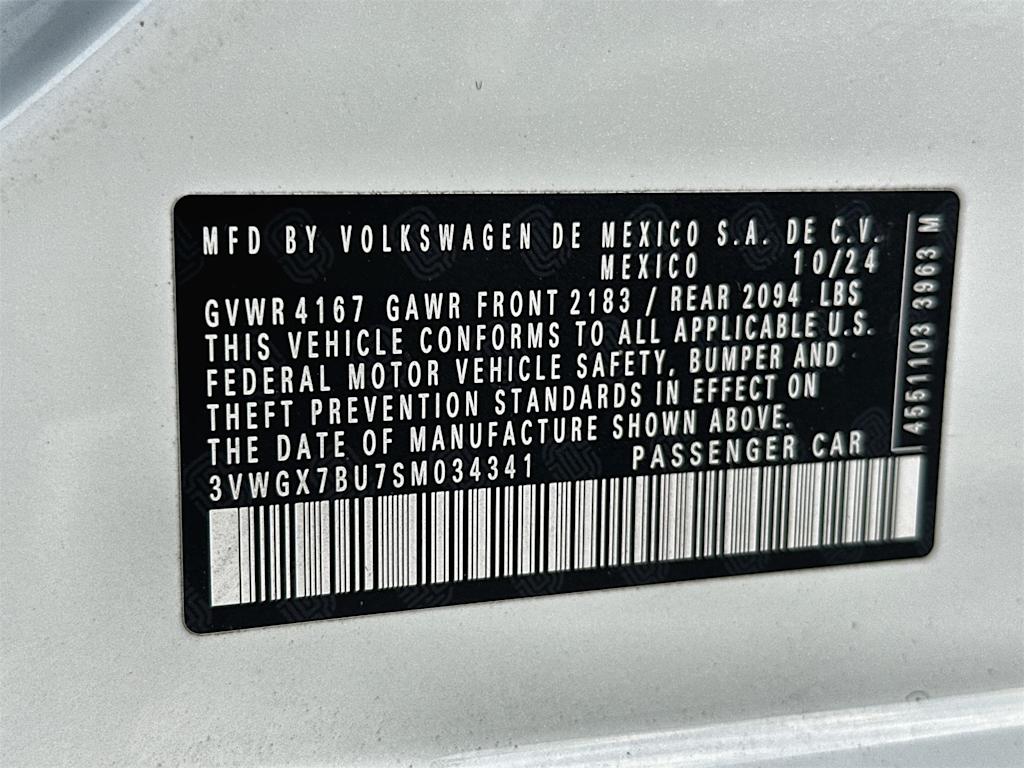 MFD BY VOLKSWAGEN DE MEXICO S.A. DE C.V.
MEXICO 10/24
GVWR 4167 GAWR FRONT 2183 / REAR 2094 LBS
THIS VEHICLE CONFORMS TO ALL APPLICABLE U.S.
FEDERAL MOTOR VEHICLE SAFETY, BUMPER AND
THEFT PREVENTION STANDARDS IN EFFECT ON
THE DATE OF MANUFACTURE SHOWN ABOVE.
3VWGX7BU7SM034341 PASSENGER CAR
4551103 3963 M